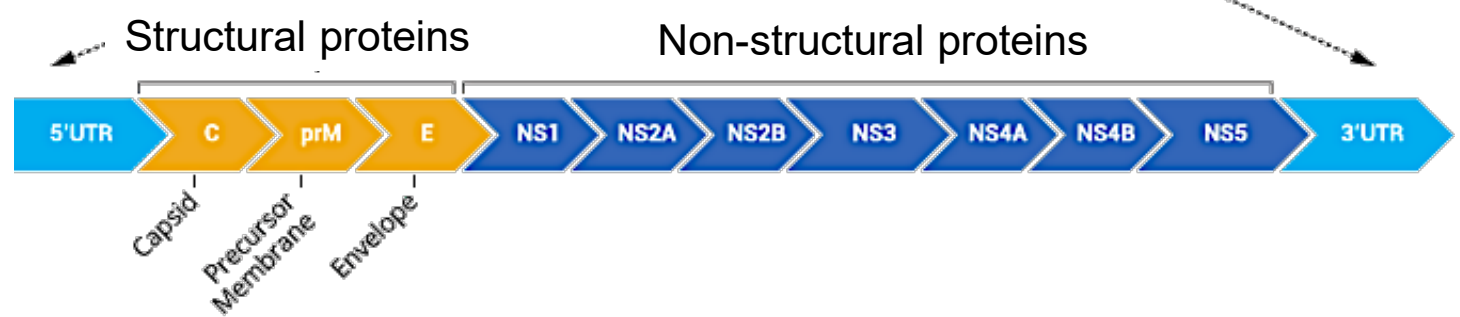 Structural proteins
Non-structural proteins
5'UTR
C
prM
E
NS1
NS2A
NS2B
NS3
NS4A
NS4B
NS5
3'UTR
Capsid
Precursor
Membrane
Envelope